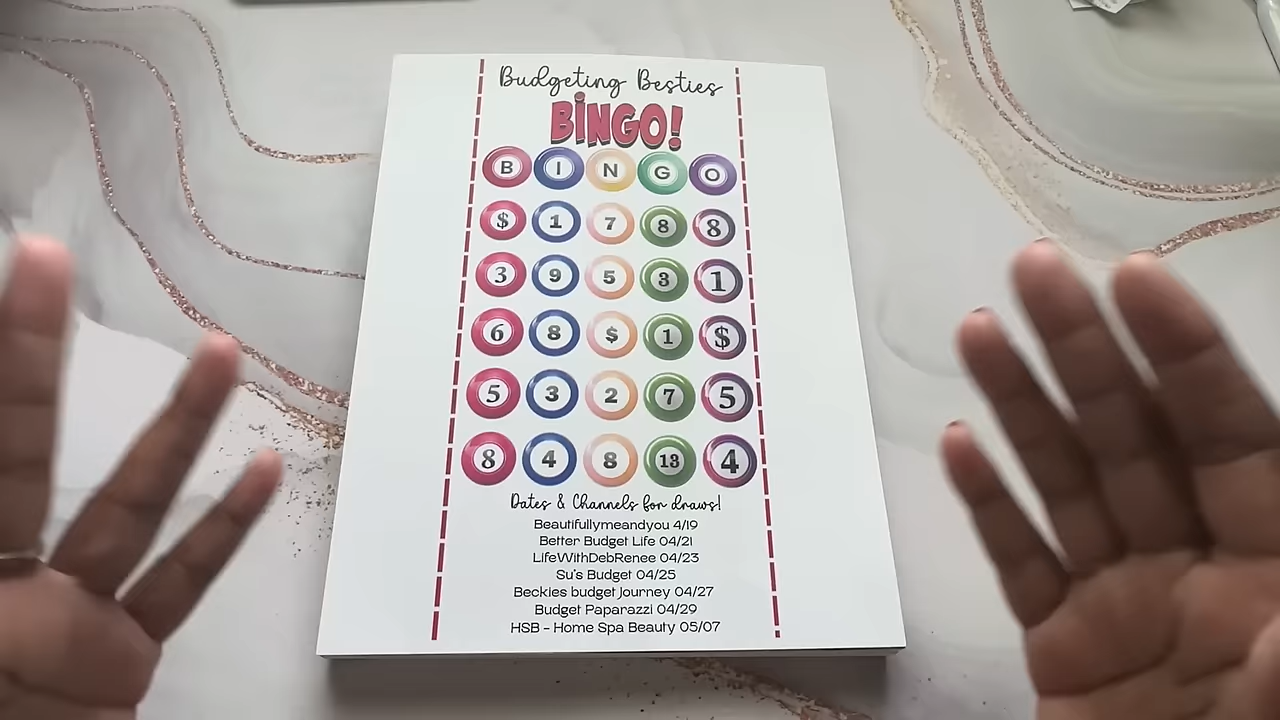 Budgeting Besties
BINGO!
B I N G O
$ 1 7 8 8
3 9 5 3 1
6 8 $ 1 $
5 3 2 7 5
8 4 8 13 4
Dates & Channels for draws!
Beautifullymeandyou 4/19
Better Budget Life 04/21
LifeWithDebRenee 04/23
Su's Budget 04/25
Beckies budget Journey 04/27
Budget Paparazzi 04/29
HSB - Home Spa Beauty 05/07